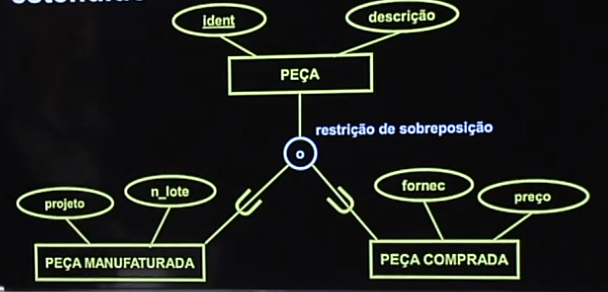 ident
descrição
PEÇA
restrição de sobreposição
o
projeto
n_lote
fornec
preço
PEÇA MANUFATURADA
PEÇA COMPRADA